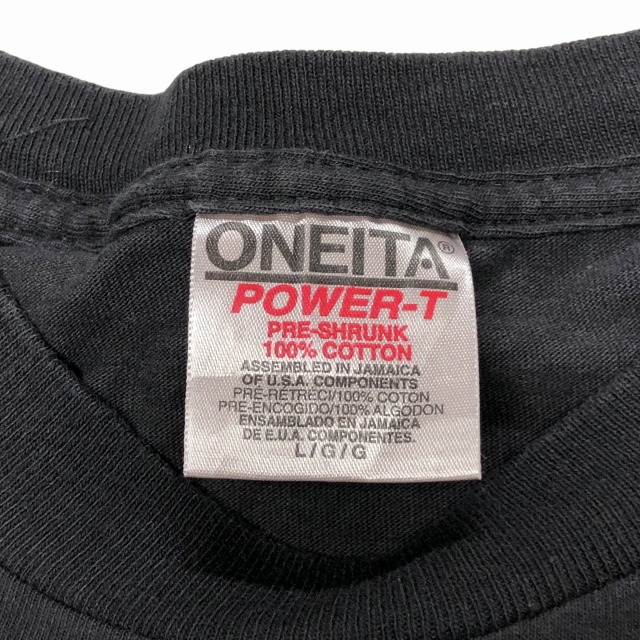 ONEITA®
POWER-T
PRE-SHRUNK
100% COTTON
ASSEMBLED IN JAMAICA
OF U.S.A. COMPONENTS
PRE-RÉTRECI/100% COTON
PRE-ENCOGIDO/100% ALGODON
ENSAMBLADO EN JAMAICA
DE E.U.A. COMPONENTES.
L/G/G